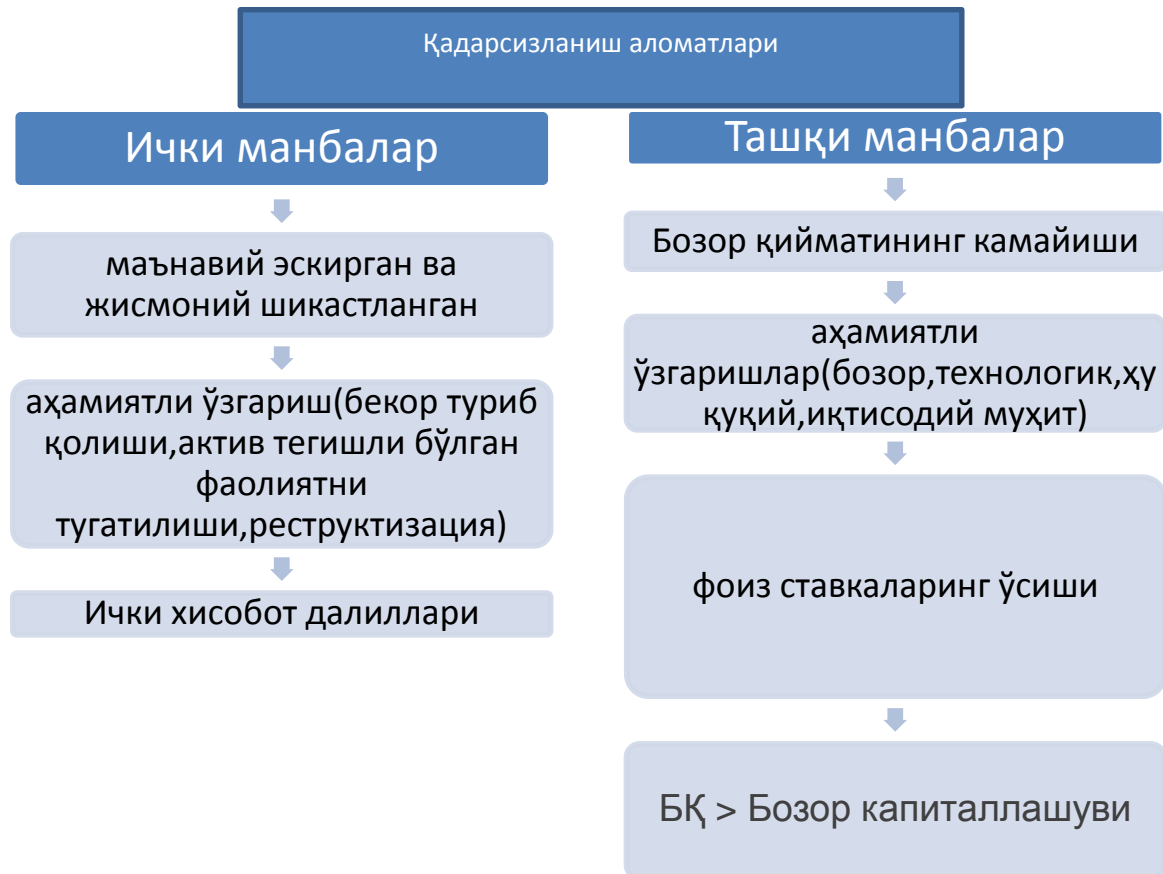 Қадарсизланиш аломатлари
Ички манбалар
маънавий эскирган ва
жисмоний шикастланган
аҳамиятли ўзгариш(бекор туриб
қолиши,актив тегишли бўлган
фаолиятни
тугатилиши,реструктизация)
Ички хисобот далиллари
Ташқи манбалар
Бозор қийматининг камайиши
аҳамиятли
ўзгаришлар(бозор,технологик,ҳу
қуқий,иқтисодий муҳит)
фоиз ставкаларинг ўсиши
БҚ > Бозор капиталлашуви